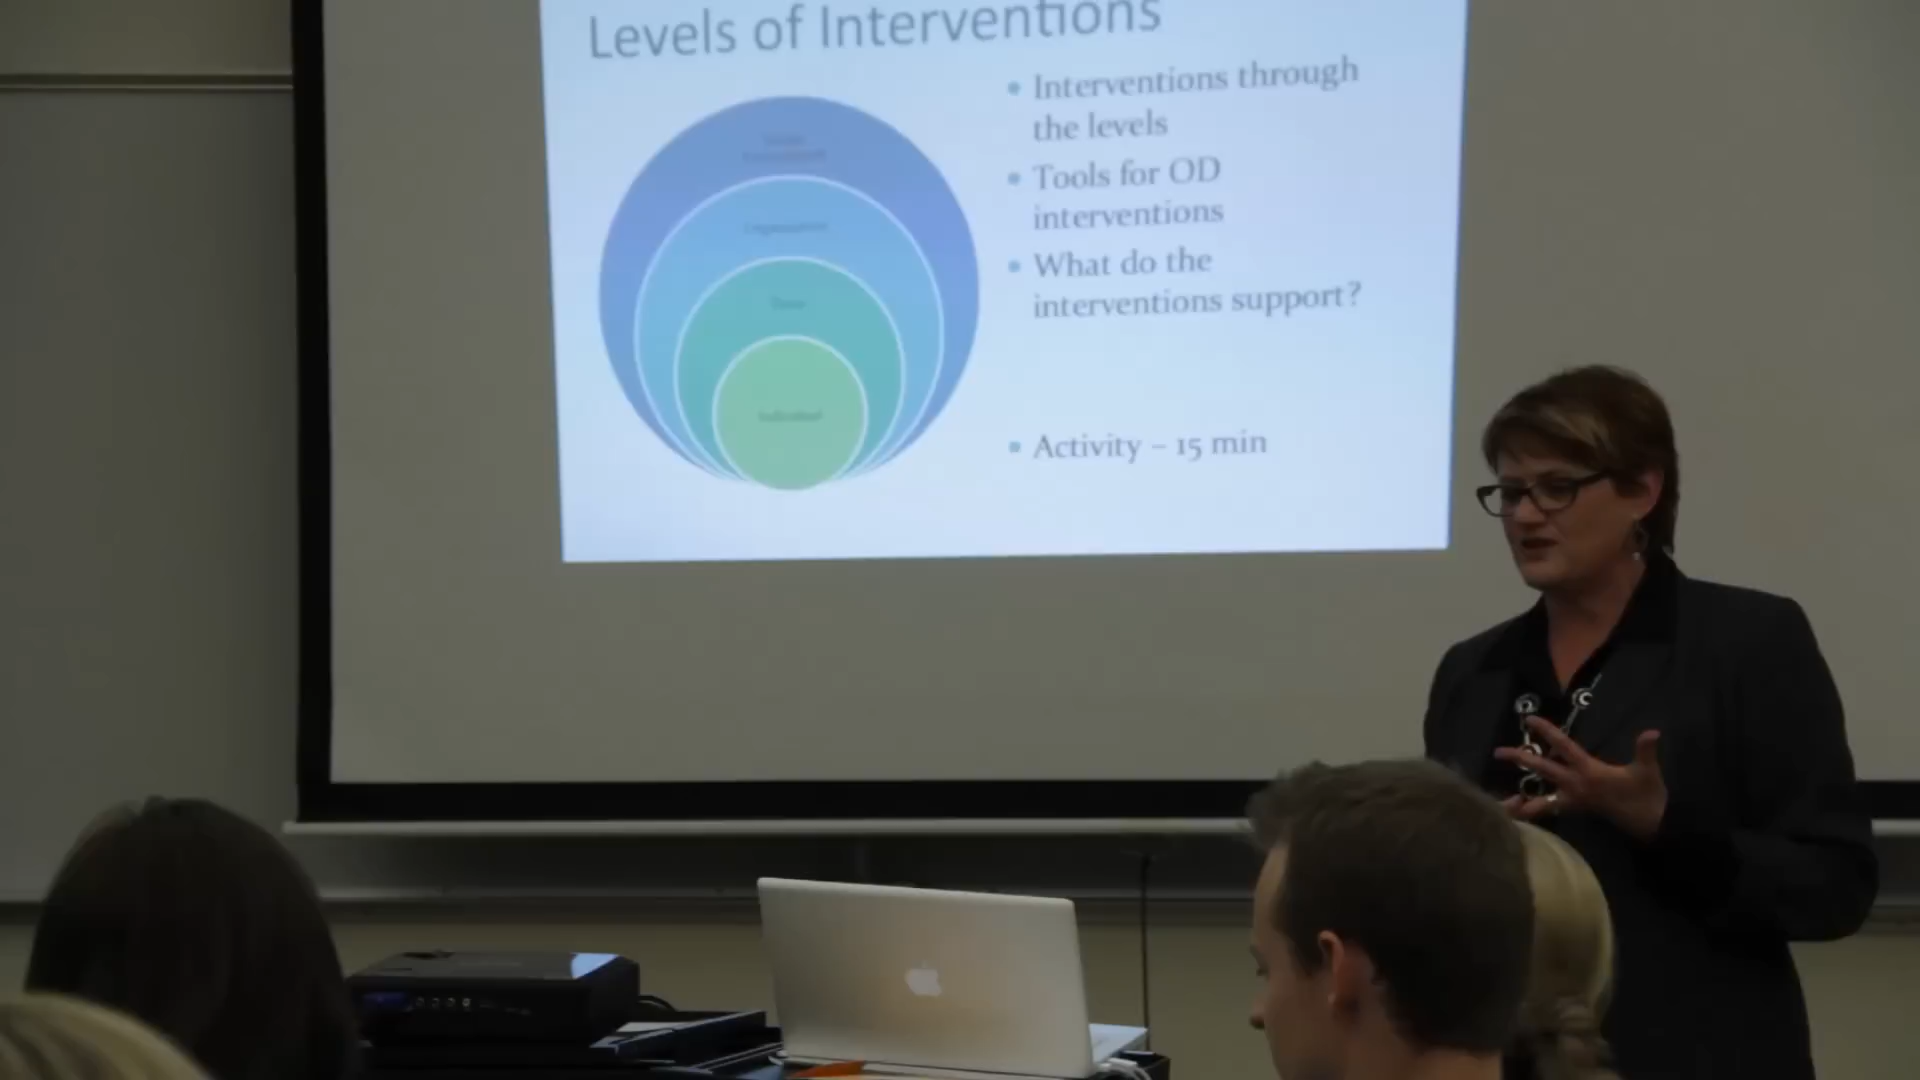 Levels of Interventions
• Interventions through
the levels
• Tools for OD
interventions
• What do the
interventions support?
• Activity – 15 min
Individual